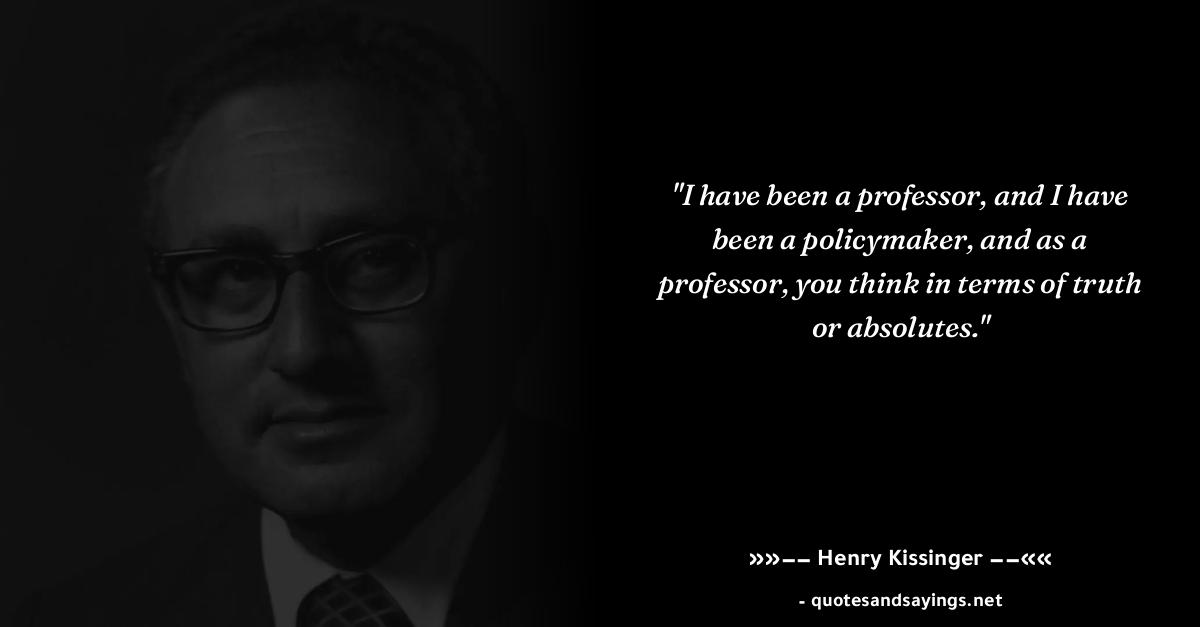 "I have been a professor, and I have
been a policymaker, and as a
professor, you think in terms of truth
or absolutes."
»»–– Henry Kissinger ––««
- quotesandsayings.net